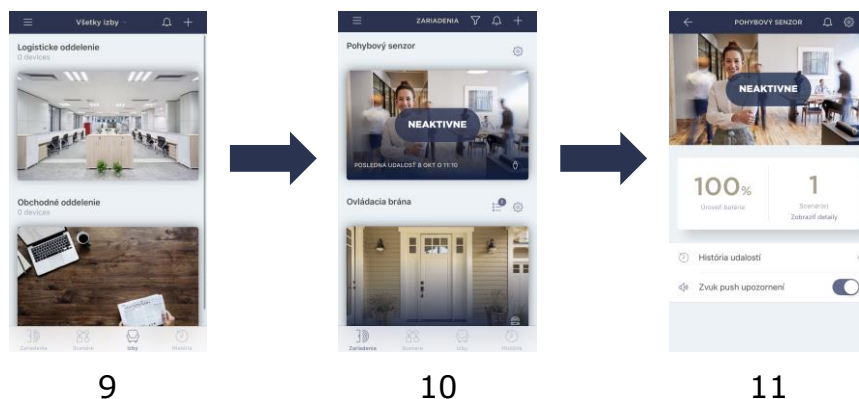 Všetky izby
Logisticke oddelenie
0 devices
Obchodné oddelenie
0 devices
Zariadenia
Scenáre
Izby
História
9
ZARIADENIA
Pohybový senzor
NEAKTIVNE
POSLEDNÁ UDALOSŤ 8 OKT O 11:10
Ovládacia brána
Zariadenia
Scenáre
Izby
História
10
POHYBOVÝ SENZOR
NEAKTIVNE
100%
Úroveň batérie
1
Scenár(e)
Zobraziť detaily
História udalostí
Zvuk push upozornení
11